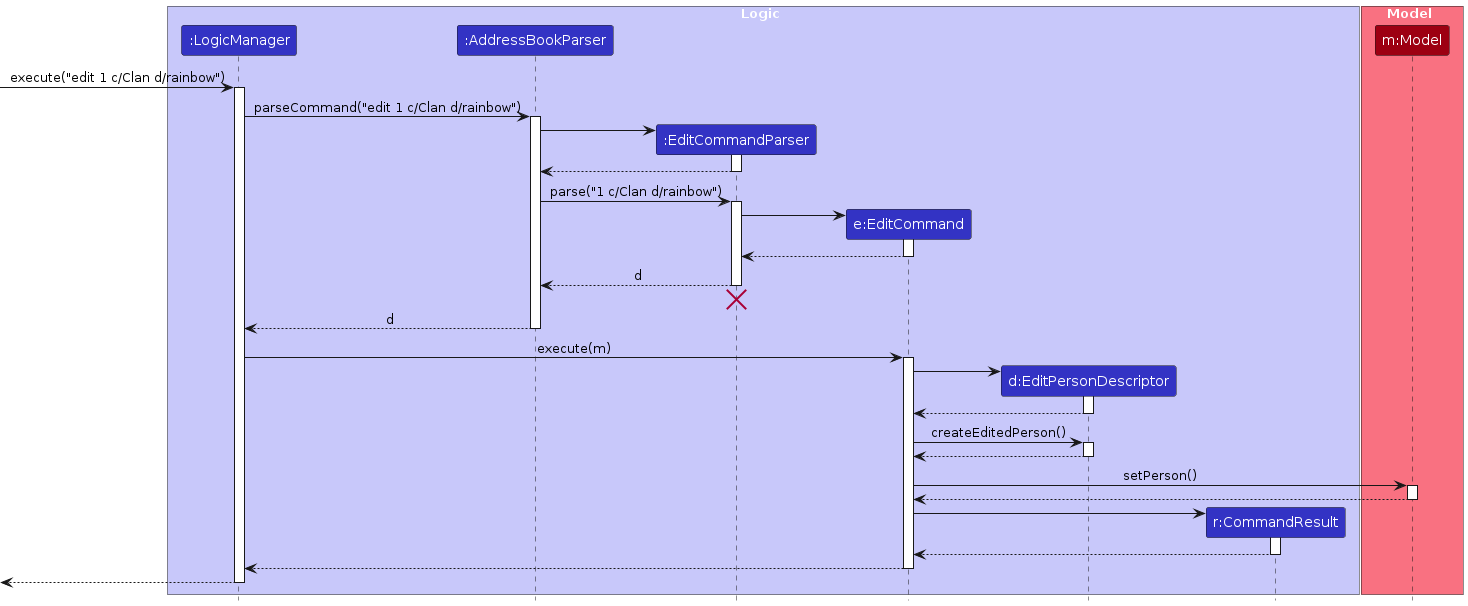 Logic
Model
:LogicManager
:AddressBookParser
m:Model
execute("edit 1 c/Clan d/rainbow")
parseCommand("edit 1 c/Clan d/rainbow")
:EditCommandParser
parse("1 c/Clan d/rainbow")
e:EditCommand
d
d
execute(m)
d:EditPersonDescriptor
createEditedPerson()
setPerson()
r:CommandResult